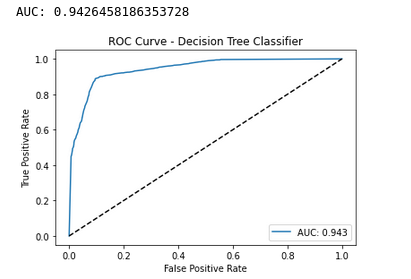 AUC: 0.9426458186353728
ROC Curve - Decision Tree Classifier
True Positive Rate
1.0
0.8
0.6
0.4
0.2
0.0
AUC: 0.943
0.0 0.2 0.4 0.6 0.8 1.0
False Positive Rate